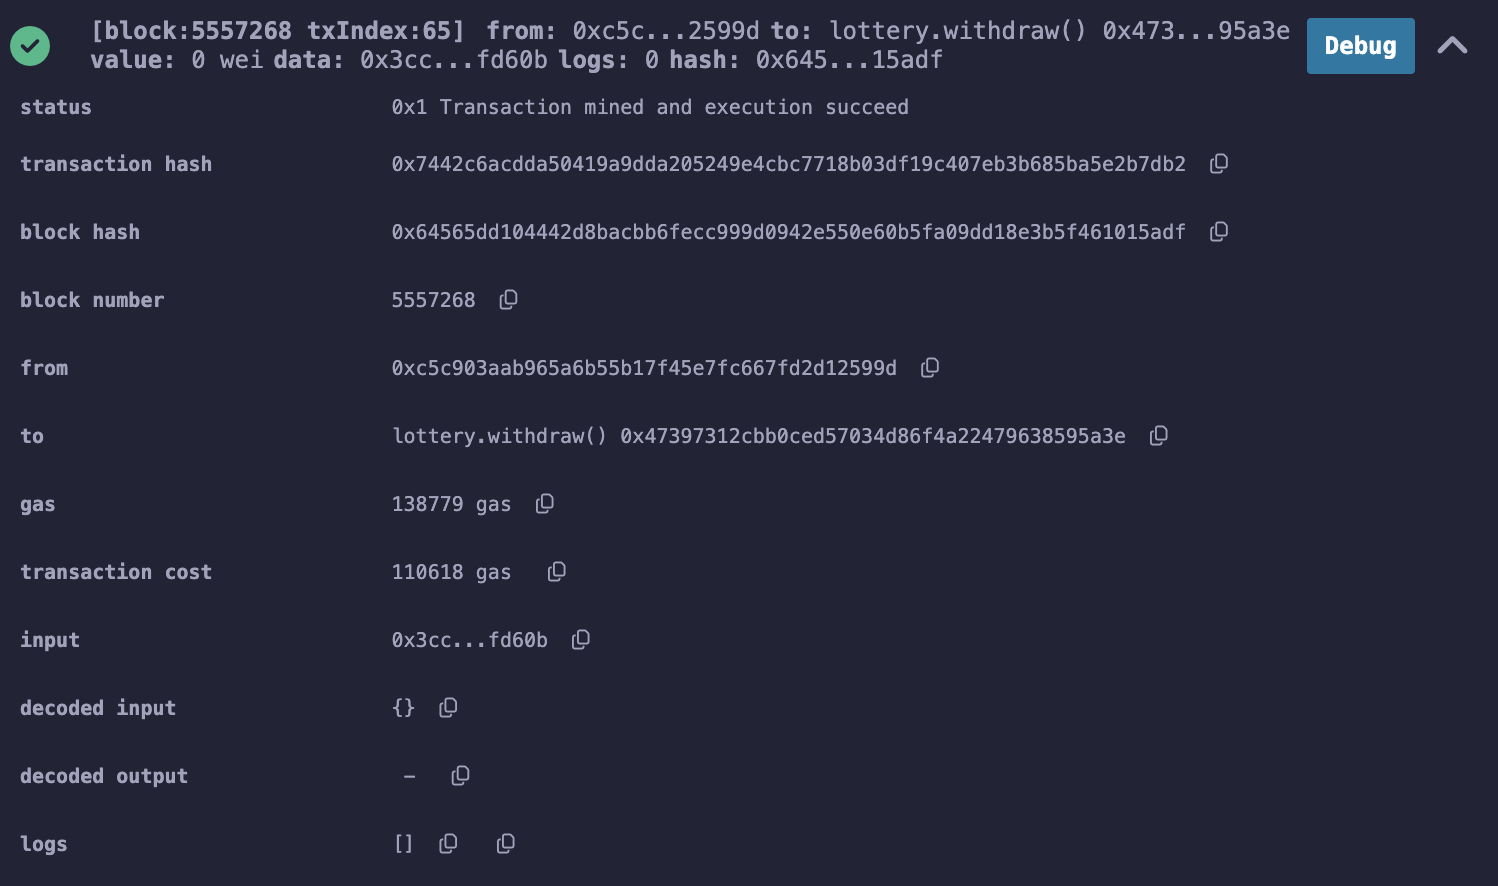 [block:5557268 txIndex:65] from: 0xc5c...2599d to: lottery.withdraw() 0x473...95a3e
value: 0 wei data: 0x3cc...fd60b logs: 0 hash: 0x645...15adf
Debug
status 0x1 Transaction mined and execution succeed
transaction hash 0x7442c6acdda50419a9dda205249e4cbc7718b03df19c407eb3b685ba5e2b7db2
block hash 0x64565dd104442d8bacbb6fecc999d0942e550e60b5fa09dd18e3b5f461015adf
block number 5557268
from 0xc5c903aab965a6b55b17f45e7fc667fd2d12599d
to lottery.withdraw() 0x47397312cbb0ced57034d86f4a22479638595a3e
gas 138779 gas
transaction cost 110618 gas
input 0x3cc...fd60b
decoded input {}
decoded output –
logs []